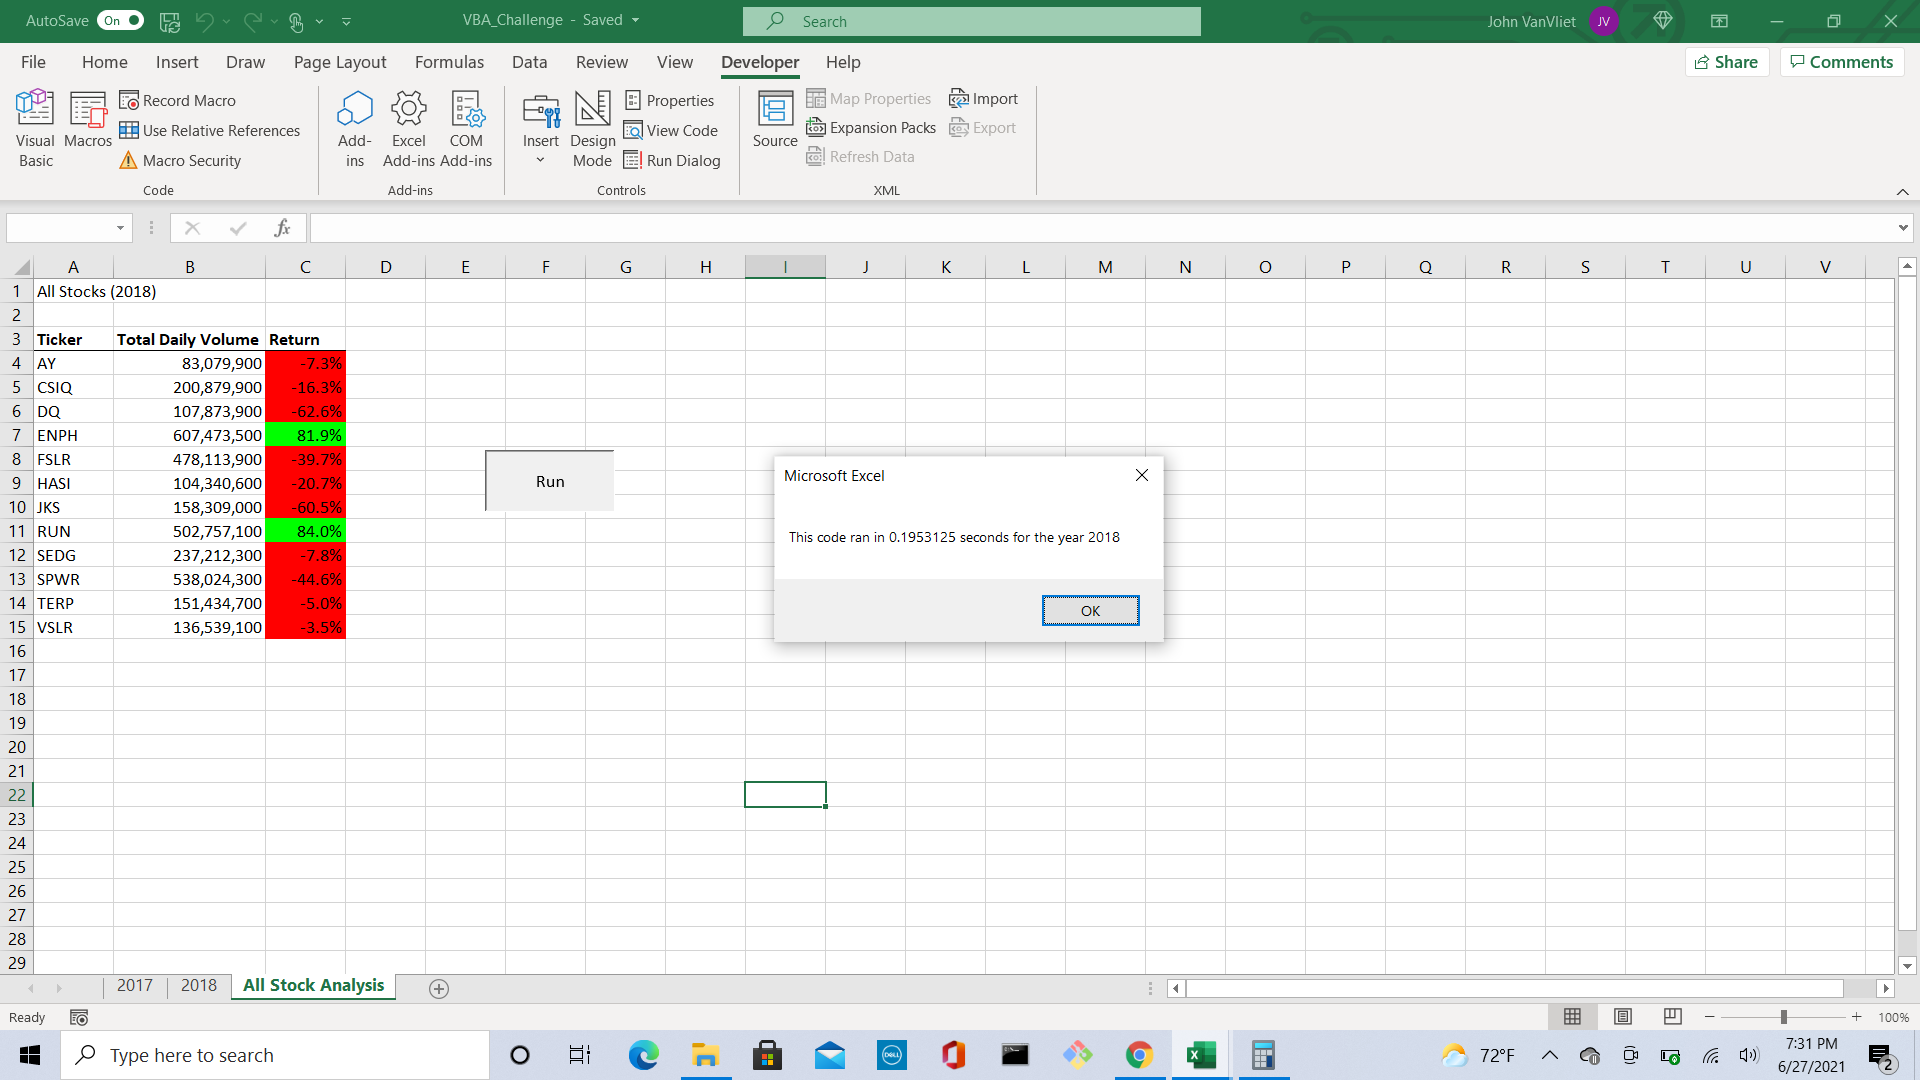 AutoSave On VBA_Challenge - Saved Search John VanVliet JV
File Home Insert Draw Page Layout Formulas Data Review View Developer Help Share Comments
Visual Basic
Macros
Record Macro
Use Relative References
Macro Security
Code
Add-ins
Excel Add-ins
COM Add-ins
Add-ins
Insert
Design Mode
Properties
View Code
Run Dialog
Controls
Source
Map Properties
Expansion Packs
Refresh Data
Import
Export
XML
fx
A B C D E F G H I J K L M N O P Q R S T U V
1 All Stocks (2018)
2
3 Ticker Total Daily Volume Return
4 AY 83,079,900 -7.3%
5 CSIQ 200,879,900 -16.3%
6 DQ 107,873,900 -62.6%
7 ENPH 607,473,500 81.9%
8 FSLR 478,113,900 -39.7%
9 HASI 104,340,600 -20.7%
10 JKS 158,309,000 -60.5%
11 RUN 502,757,100 84.0%
12 SEDG 237,212,300 -7.8%
13 SPWR 538,024,300 -44.6%
14 TERP 151,434,700 -5.0%
15 VSLR 136,539,100 -3.5%
16
17
18
19
20
21
22
23
24
25
26
27
28
29
Run
Microsoft Excel
This code ran in 0.1953125 seconds for the year 2018
OK
2017 2018 All Stock Analysis
Ready 100%
Type here to search
DELL
72°F
7:31 PM
6/27/2021
2